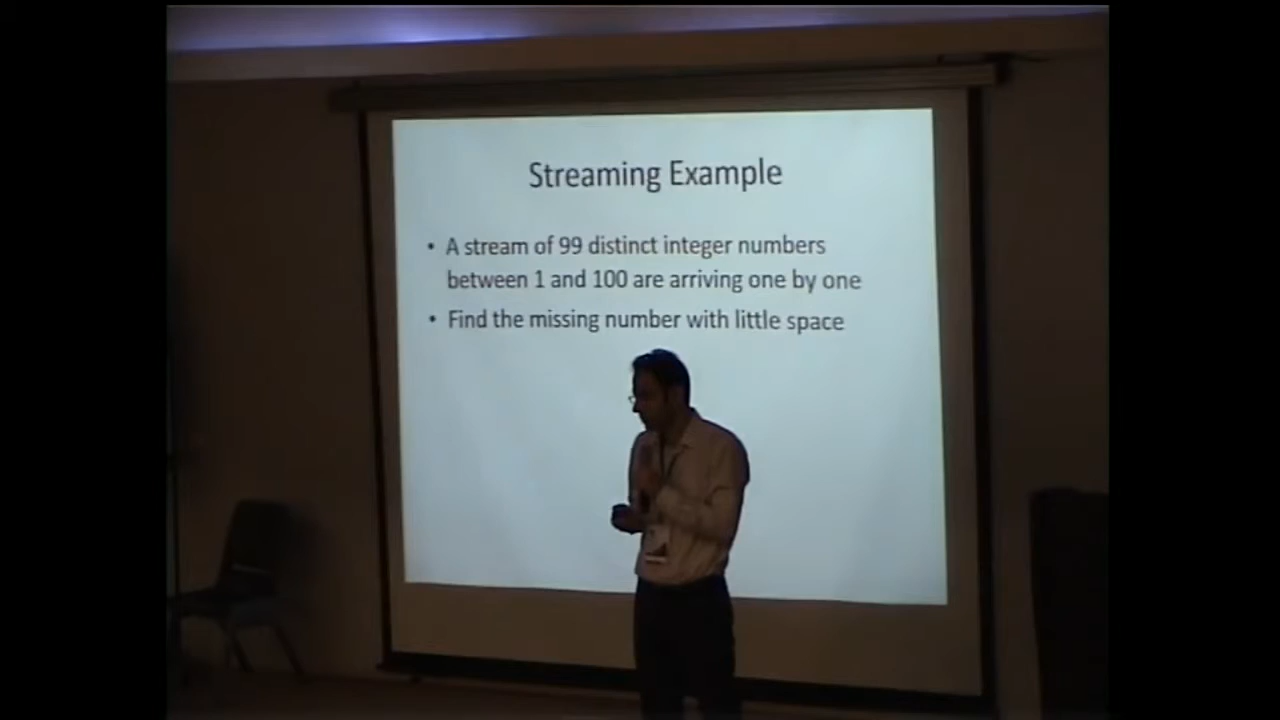 Streaming Example
• A stream of 99 distinct integer numbers
between 1 and 100 are arriving one by one
• Find the missing number with little space